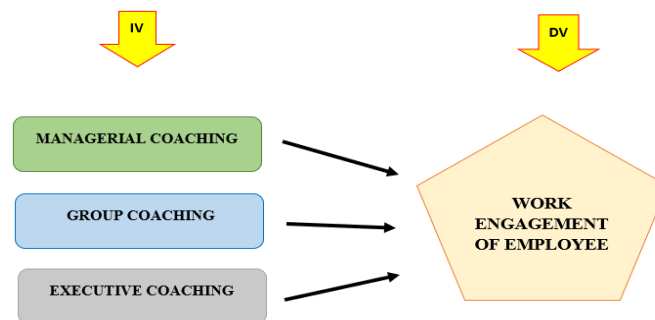 IV
DV
MANAGERIAL COACHING
GROUP COACHING
EXECUTIVE COACHING
WORK
ENGAGEMENT
OF EMPLOYEE